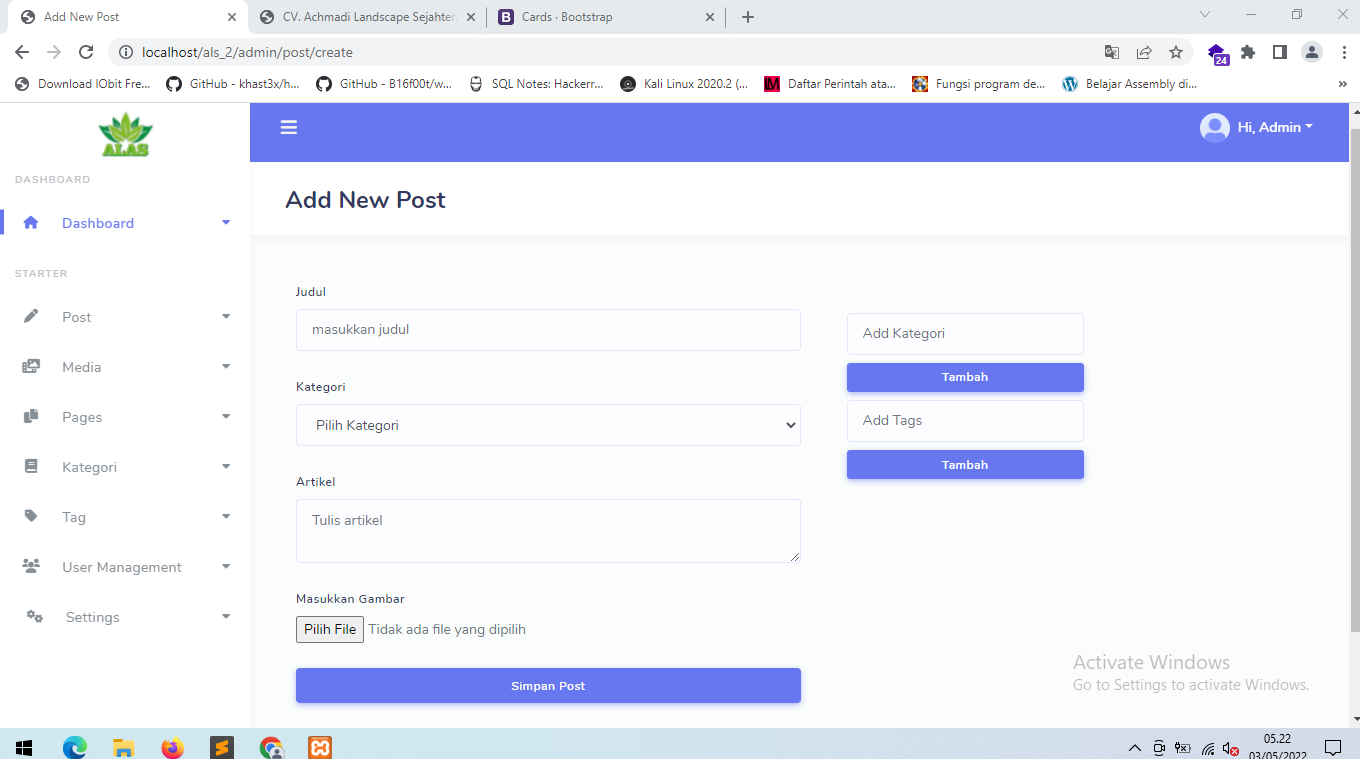 Add New Post
CV. Achmadi Landscape Sejahter
Cards · Bootstrap
localhost/als_2/admin/post/create
24
Download IObit Fre...
GitHub - khast3x/h...
GitHub - B16f00t/w...
SQL Notes: Hackerr...
Kali Linux 2020.2 (...
Daftar Perintah ata...
Fungsi program de...
Belajar Assembly di...
»
ALAS
Hi, Admin
DASHBOARD
Dashboard
STARTER
Post
Media
Pages
Kategori
Tag
User Management
Settings
Add New Post
Judul
masukkan judul
Kategori
Pilih Kategori
Artikel
Tulis artikel
Masukkan Gambar
Pilih File Tidak ada file yang dipilih
Simpan Post
Add Kategori
Tambah
Add Tags
Tambah
Activate Windows
Go to Settings to activate Windows.
05.22
03/05/2022